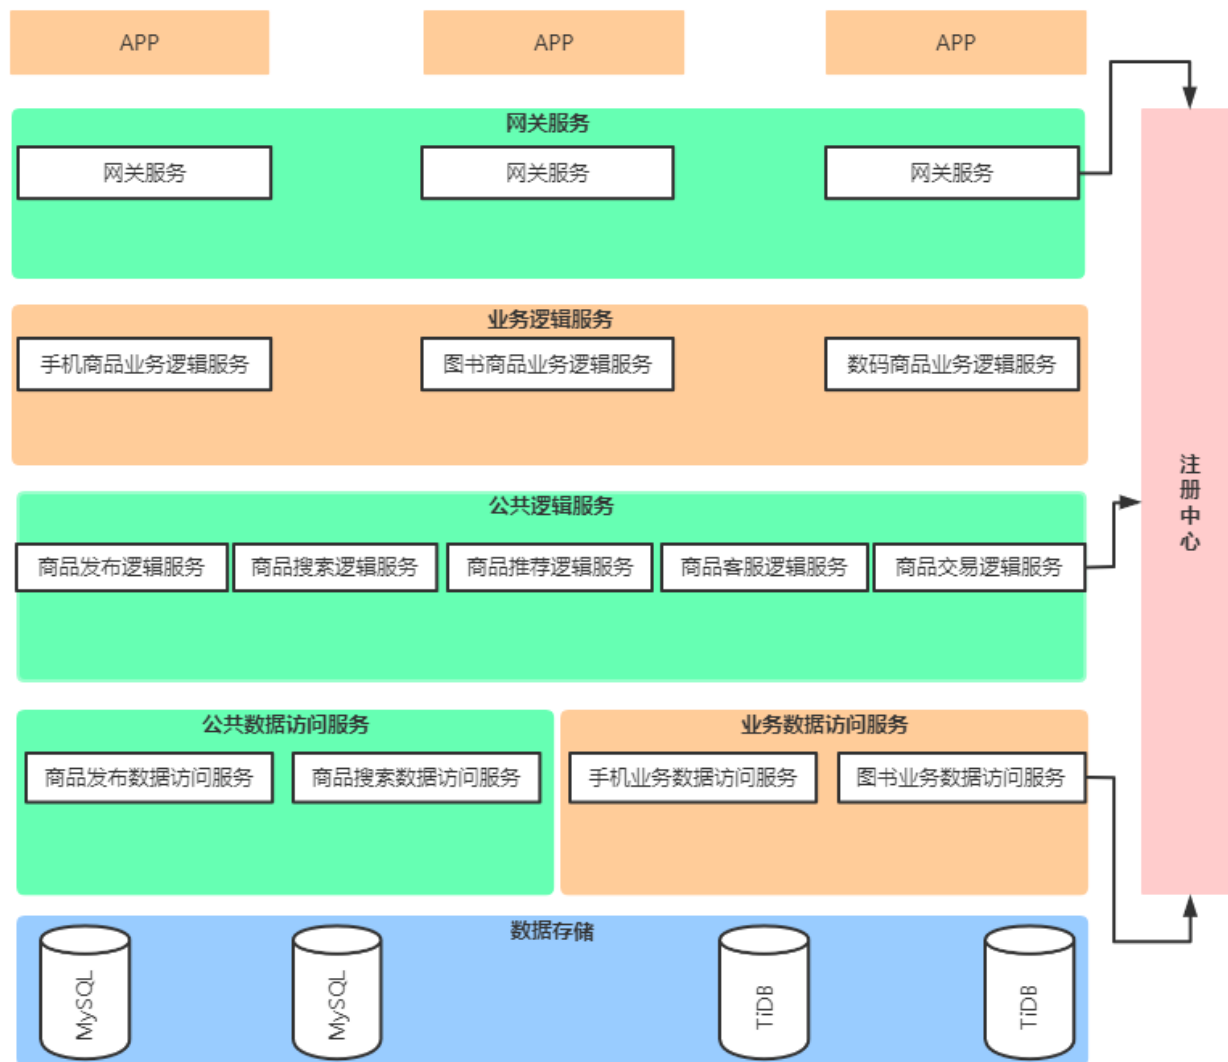 APP
APP
APP
网关服务
网关服务
网关服务
网关服务
业务逻辑服务
手机商品业务逻辑服务
图书商品业务逻辑服务
数码商品业务逻辑服务
公共逻辑服务
商品发布逻辑服务
商品搜索逻辑服务
商品推荐逻辑服务
商品客服逻辑服务
商品交易逻辑服务
公共数据访问服务
商品发布数据访问服务
商品搜索数据访问服务
业务数据访问服务
手机业务数据访问服务
图书业务数据访问服务
数据存储
MySQL
MySQL
TiDB
TiDB
注册中心